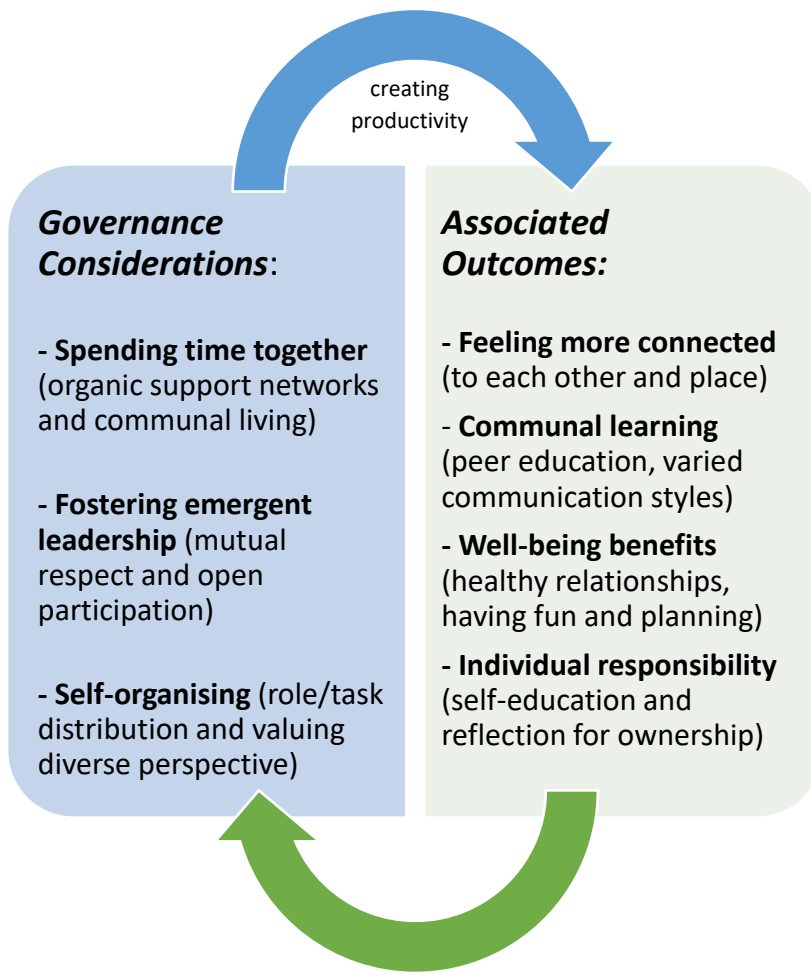 creating
productivity
Governance
Considerations:
- Spending time together
(organic support networks
and communal living)
- Fostering emergent
leadership (mutual
respect and open
participation)
- Self-organising (role/task
distribution and valuing
diverse perspective)
Associated
Outcomes:
- Feeling more connected
(to each other and place)
- Communal learning
(peer education, varied
communication styles)
- Well-being benefits
(healthy relationships,
having fun and planning)
- Individual responsibility
(self-education and
reflection for ownership)